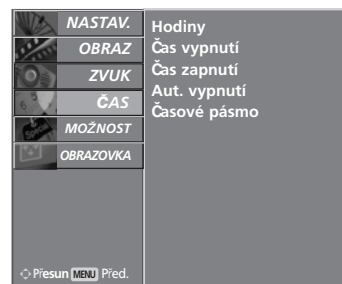 NASTAV.
OBRAZ
ZVUK
ČAS
MOŽNOST
OBRAZOVKA
Přesun MENU Před.
Hodiny
Čas vypnutí
Čas zapnutí
Aut. vypnutí
Časové pásmo